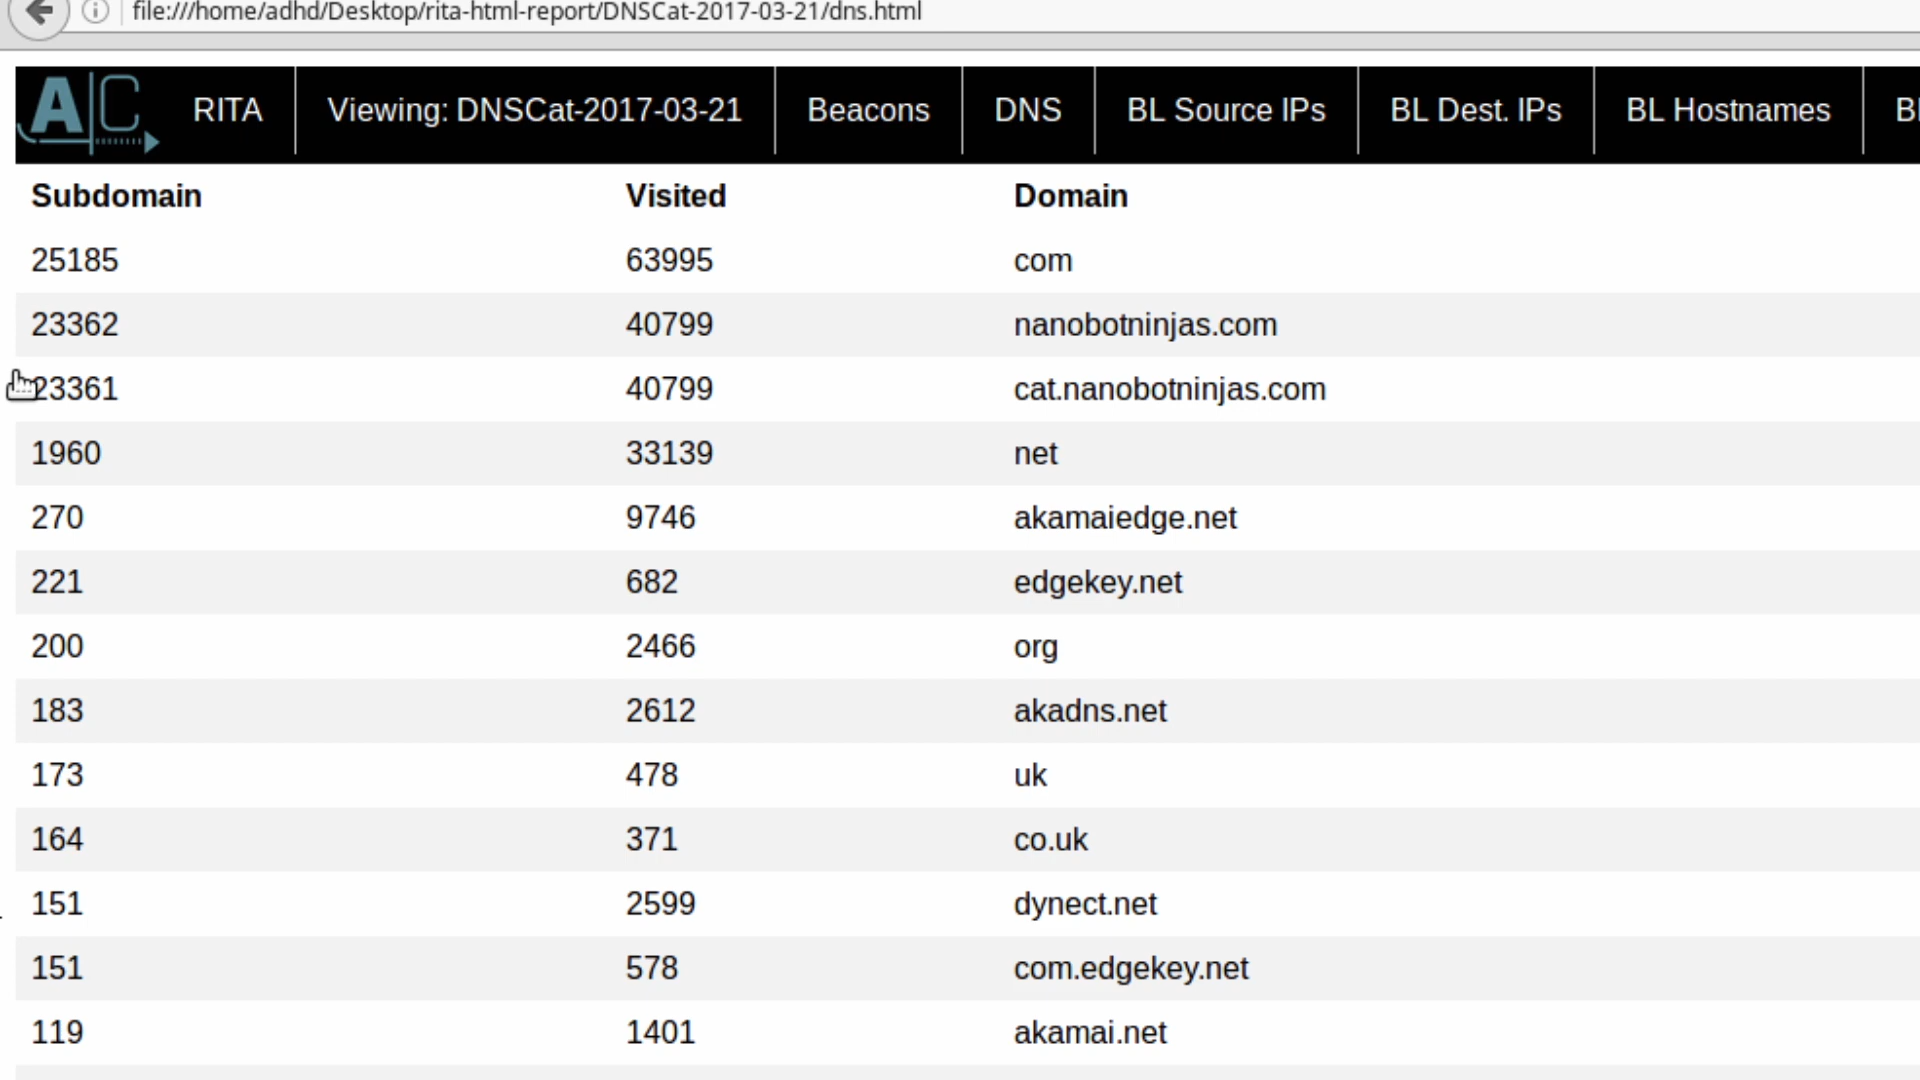 file:///home/adhd/Desktop/rita-html-report/DNSCat-2017-03-21/dns.html
AC RITA Viewing: DNSCat-2017-03-21 Beacons DNS BL Source IPs BL Dest. IPs BL Hostnames
Subdomain Visited Domain
25185 63995 com
23362 40799 nanobotninjas.com
23361 40799 cat.nanobotninjas.com
1960 33139 net
270 9746 akamaiedge.net
221 682 edgekey.net
200 2466 org
183 2612 akadns.net
173 478 uk
164 371 co.uk
151 2599 dynect.net
151 578 com.edgekey.net
119 1401 akamai.net